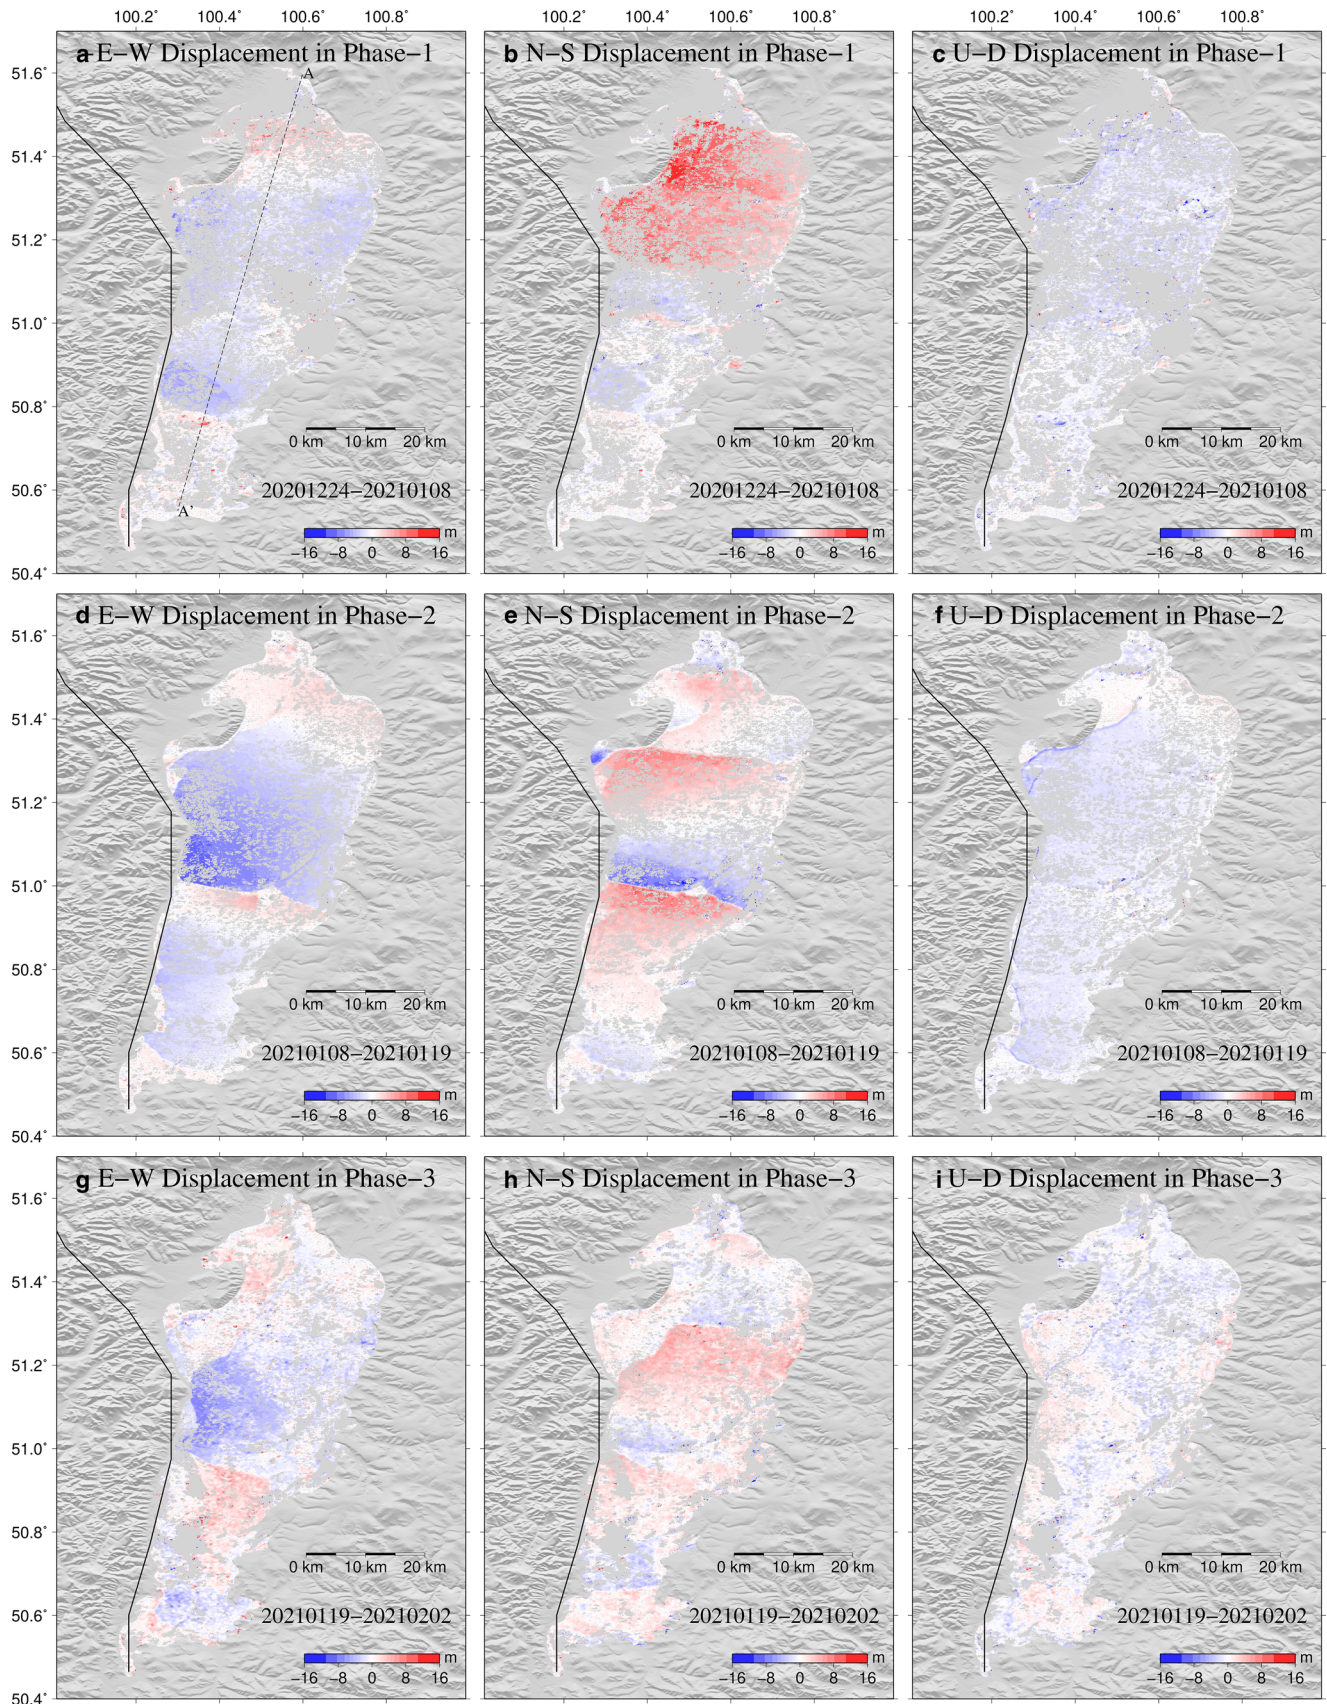 100.2° 100.4° 100.6° 100.8° 100.2° 100.4° 100.6° 100.8° 100.2° 100.4° 100.6° 100.8°
a E–W Displacement in Phase–1
b N–S Displacement in Phase–1
c U–D Displacement in Phase–1
51.6°
A
51.4°
51.2°
51.0°
50.8°
0 km 10 km 20 km
0 km 10 km 20 km
0 km 10 km 20 km
50.6°
20201224–20210108
20201224–20210108
20201224–20210108
A'
m
m
m
−16 −8 0 8 16
−16 −8 0 8 16
−16 −8 0 8 16
50.4°
d E–W Displacement in Phase–2
e N–S Displacement in Phase–2
f U–D Displacement in Phase–2
51.6°
51.4°
51.2°
51.0°
50.8°
0 km 10 km 20 km
0 km 10 km 20 km
0 km 10 km 20 km
50.6°
20210108–20210119
20210108–20210119
20210108–20210119
m
m
m
−16 −8 0 8 16
−16 −8 0 8 16
−16 −8 0 8 16
50.4°
g E–W Displacement in Phase–3
h N–S Displacement in Phase–3
i U–D Displacement in Phase–3
51.6°
51.4°
51.2°
51.0°
50.8°
0 km 10 km 20 km
0 km 10 km 20 km
0 km 10 km 20 km
50.6°
20210119–20210202
20210119–20210202
20210119–20210202
m
m
m
−16 −8 0 8 16
−16 −8 0 8 16
−16 −8 0 8 16
50.4°